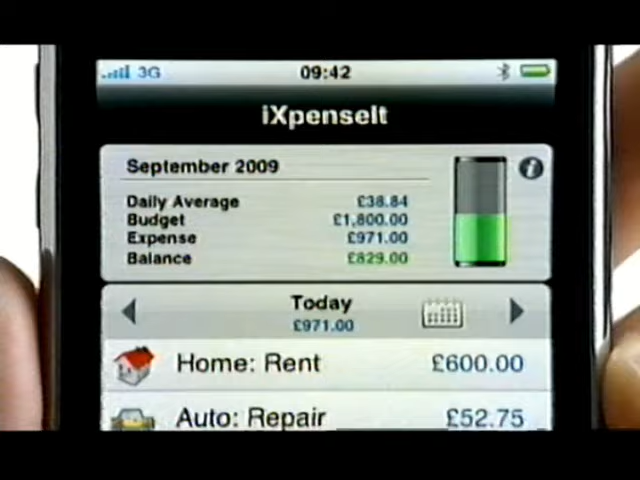 3G 09:42
iXpenseIt
September 2009
Daily Average £38.84
Budget £1,800.00
Expense £971.00
Balance £829.00
Today
£971.00
Home: Rent £600.00
Auto: Repair £52.75